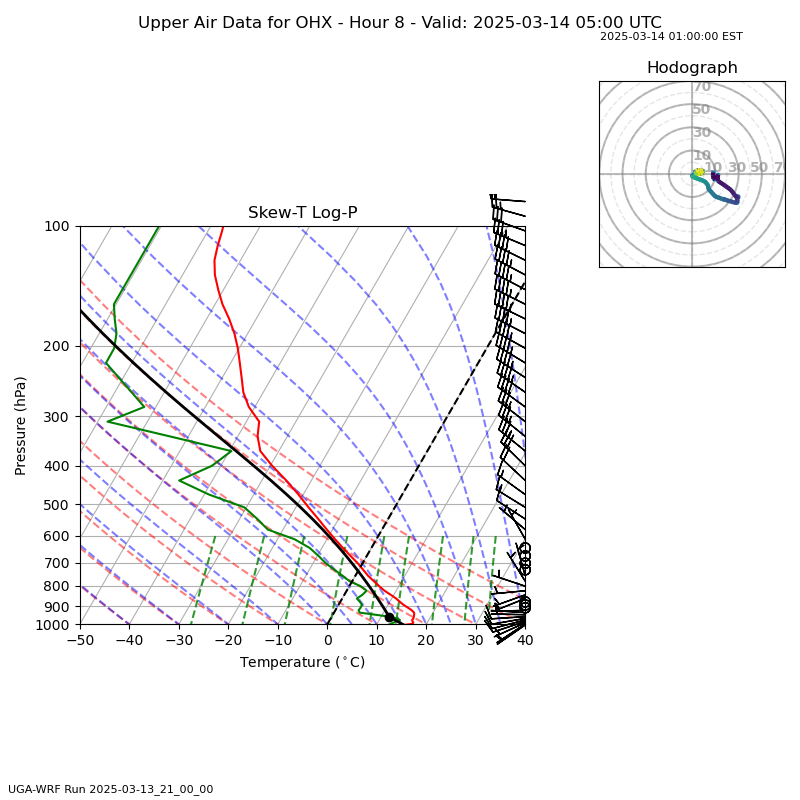 Upper Air Data for OHX - Hour 8 - Valid: 2025-03-14 05:00 UTC
2025-03-14 01:00:00 EST
Hodograph
70
50
30
10
10 30 50 7
Skew-T Log-P
100
200
300
400
500
600
700
800
900
1000
Pressure (hPa)
−50 −40 −30 −20 −10 0 10 20 30 40
Temperature (°C)
UGA-WRF Run 2025-03-13_21_00_00